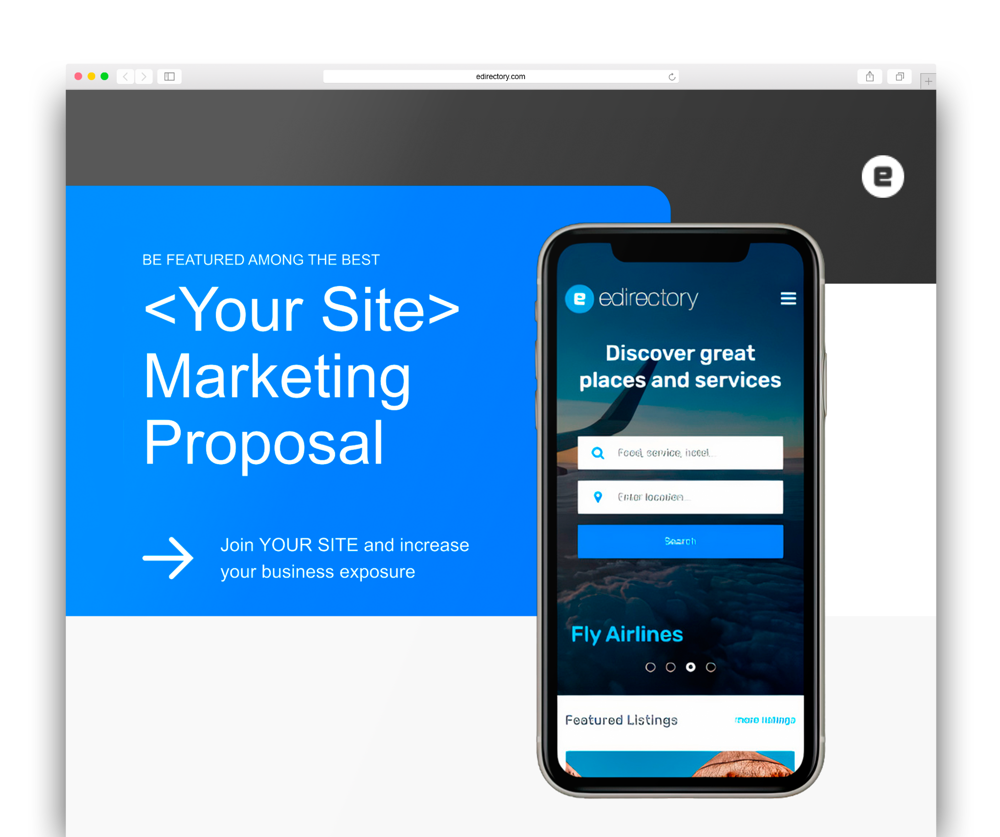 edirectory.com
e
BE FEATURED AMONG THE BEST
<Your Site>
Marketing
Proposal
Join YOUR SITE and increase
your business exposure
e edirectory
Discover great
places and services
Food, service, hotel...
Enter location...
Search
Fly Airlines
Featured Listings
more listings